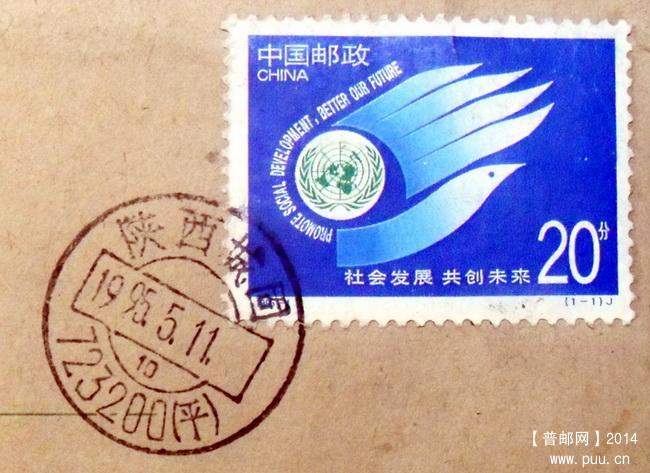 中国邮政
CHINA
PROMOTE SOCIAL DEVELOPMENT, BETTER OUR FUTURE
社会发展 共创未来 20分
(1-1)J
陕西城固
1995.5.11.
10
723200(平)
【普邮网】2014
www.puu.cn